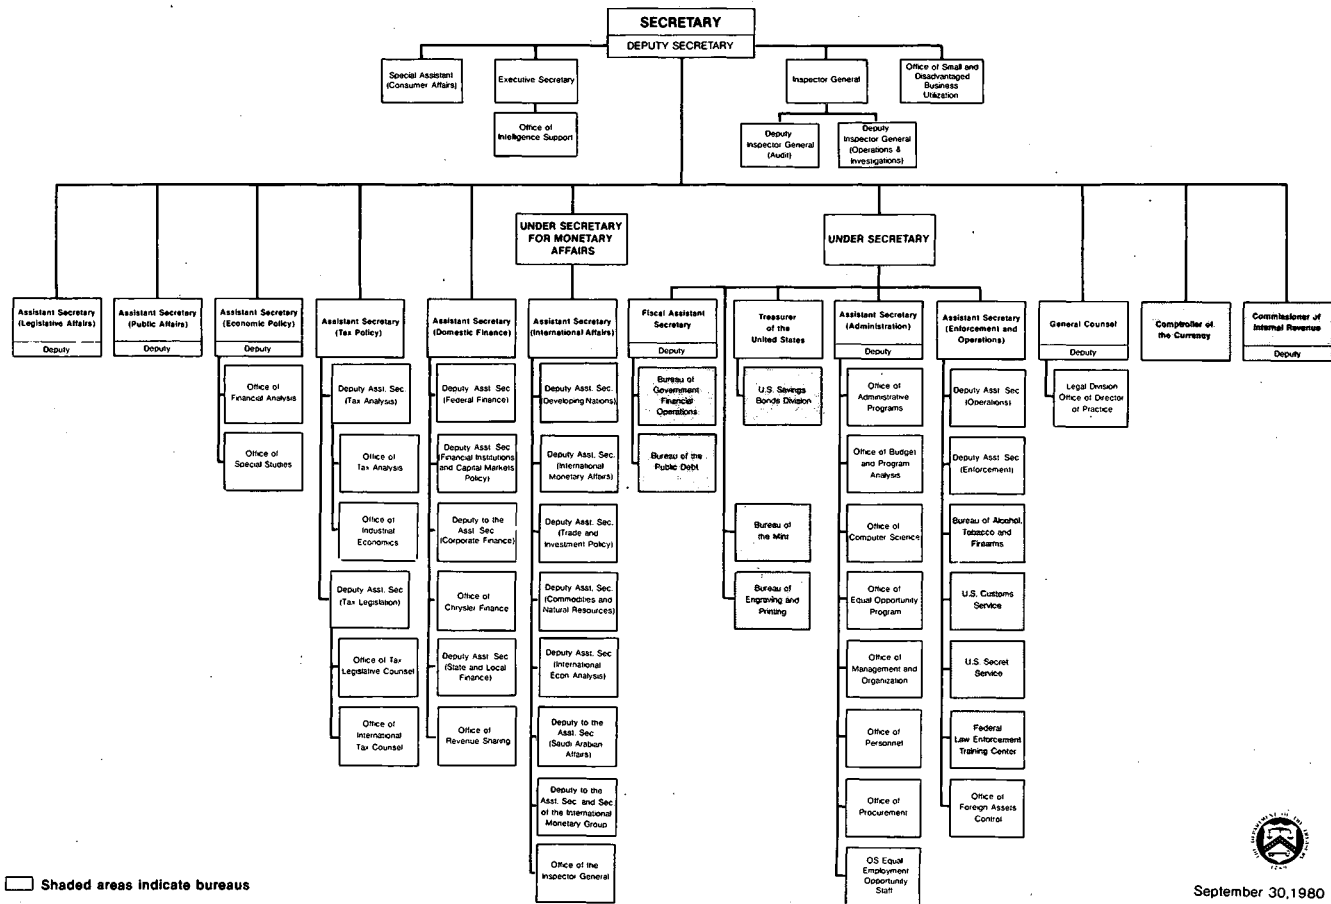 SECRETARY
DEPUTY SECRETARY
Special Assistant
(Consumer Affairs)
Executive Secretary
Office of
Intelligence Support
Inspector General
Deputy
Inspector General
(Audit)
Deputy
Inspector General
(Operations &
Investigations)
Office of Small and
Disadvantaged
Business
Utilization
UNDER SECRETARY
FOR MONETARY
AFFAIRS
UNDER SECRETARY
Assistant Secretary
(Legislative Affairs)
Deputy
Assistant Secretary
(Public Affairs)
Deputy
Assistant Secretary
(Economic Policy)
Deputy
Office of
Financial Analysis
Office of
Special Studies
Assistant Secretary
(Tax Policy)
Deputy Asst. Sec
(Tax Analysis)
Office of
Tax Analysis
Office of
Industrial
Economics
Deputy Asst. Sec
(Tax Legislation)
Office of Tax
Legislative Counsel
Office of
International
Tax Counsel
Assistant Secretary
(Domestic Finance)
Deputy Asst. Sec
(Federal Finance)
Deputy Asst Sec
(Financial Institutions
and Capital Markets
Policy)
Deputy to the
Asst. Sec
(Corporate Finance)
Office of
Chrysler Finance
Deputy Asst. Sec
(State and Local
Finance)
Office of
Revenue Sharing
Assistant Secretary
(International Affairs)
Deputy Asst. Sec.
(Developing Nations)
Deputy Asst. Sec.
(International
Monetary Affairs)
Deputy Asst. Sec.
(Trade and
Investment Policy)
Deputy Asst. Sec.
(Commodities and
Natural Resources)
Deputy Asst. Sec
(International
Econ Analysis)
Deputy to the
Asst. Sec
(Saudi Arabian
Affairs)
Deputy to the
Asst. Sec and Sec
of the International
Monetary Group
Office of the
Inspector General
Fiscal Assistant
Secretary
Deputy
Bureau of
Government
Financial
Operations
Bureau of the
Public Debt
Treasurer
of the
United States
U.S. Savings
Bonds Division
Bureau of
the Mint
Bureau of
Engraving and
Printing
Assistant Secretary
(Administration)
Deputy
Office of
Administrative
Programs
Office of Budget
and Program
Analysis
Office of
Computer Science
Office of
Equal Opportunity
Program
Office of
Management and
Organization
Office of
Personnel
Office of
Procurement
OS Equal
Employment
Opportunity
Staff
Assistant Secretary
(Enforcement and
Operations)
Deputy Asst. Sec
(Operations)
Deputy Asst Sec
(Enforcement)
Bureau of Alcohol,
Tobacco and
Firearms
U.S. Customs
Service
U.S. Secret
Service
Federal
Law Enforcement
Training Center
Office of
Foreign Assets
Control
General Counsel
Deputy
Legal Division
Office of Director
of Practice
Comptroller of
the Currency
Commissioner of
Internal Revenue
Deputy
Shaded areas indicate bureaus
THE DEPARTMENT OF THE TREASURY
1789
September 30,1980